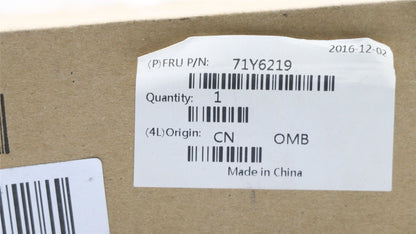 2016-12-02
(P)FRU P/N: 71Y6219
Quantity: 1
(4L)Origin: CN OMB
Made in China